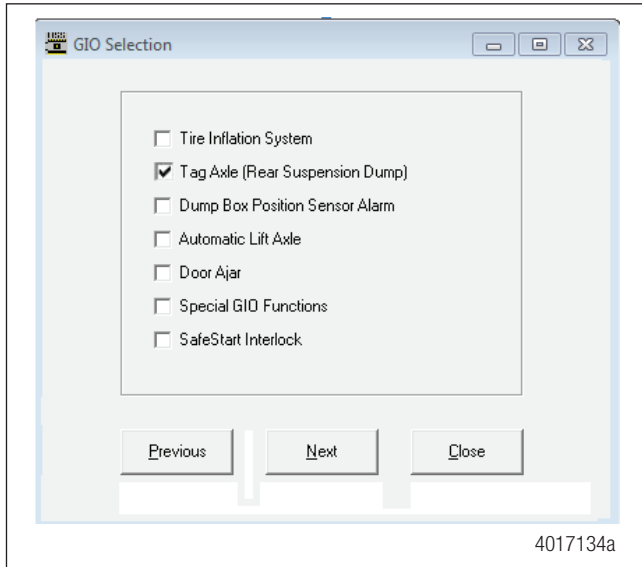 GIO Selection
Tire Inflation System
Tag Axle (Rear Suspension Dump)
Dump Box Position Sensor Alarm
Automatic Lift Axle
Door Ajar
Special GIO Functions
SafeStart Interlock
Previous Next Close
4017134a